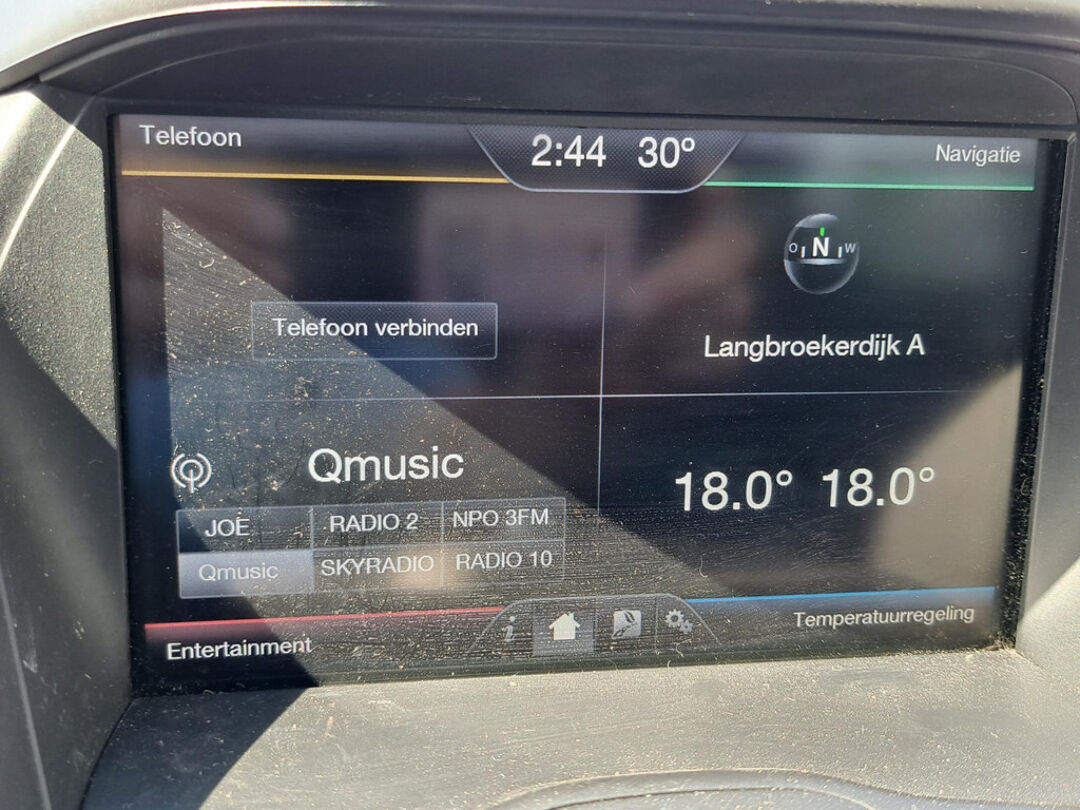 Telefoon
2:44 30°
Navigatie
O N W
Telefoon verbinden
Langbroekerdijk A
Qmusic
18.0° 18.0°
JOE RADIO 2 NPO 3FM
Qmusic SKYRADIO RADIO 10
Entertainment
i
Temperatuurregeling